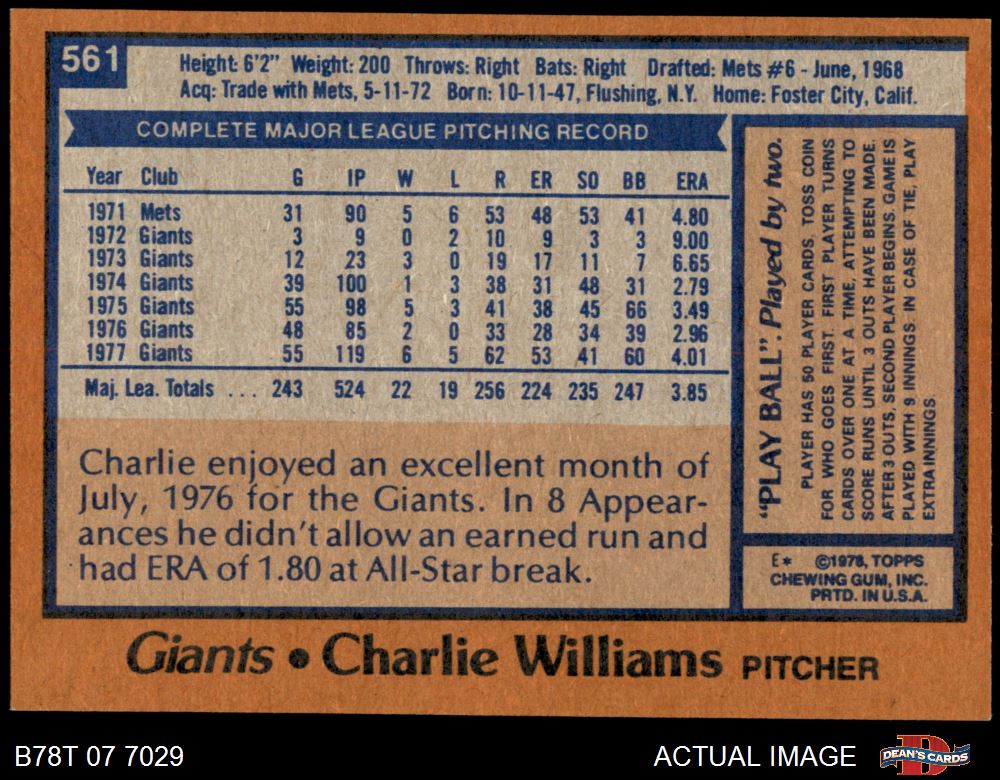 561
Height: 6'2" Weight: 200 Throws: Right Bats: Right Drafted: Mets #6 - June, 1968
Acq: Trade with Mets, 5-11-72 Born: 10-11-47, Flushing, N.Y. Home: Foster City, Calif.
COMPLETE MAJOR LEAGUE PITCHING RECORD
Year Club G IP W L R ER SO BB ERA
1971 Mets 31 90 5 6 53 48 53 41 4.80
1972 Giants 3 9 0 2 10 9 3 3 9.00
1973 Giants 12 23 3 0 19 17 11 7 6.65
1974 Giants 39 100 1 3 38 31 48 31 2.79
1975 Giants 55 98 5 3 41 38 45 66 3.49
1976 Giants 48 85 2 0 33 28 34 39 2.96
1977 Giants 55 119 6 5 62 53 41 60 4.01
Maj. Lea. Totals . . . 243 524 22 19 256 224 235 247 3.85
Charlie enjoyed an excellent month of
July, 1976 for the Giants. In 8 Appear-
ances he didn't allow an earned run and
had ERA of 1.80 at All-Star break.
"PLAY BALL". Played by two.
PLAYER HAS 50 PLAYER CARDS. TOSS COIN
FOR WHO GOES FIRST. FIRST PLAYER TURNS
CARDS OVER ONE AT A TIME, ATTEMPTING TO
SCORE RUNS UNTIL 3 OUTS HAVE BEEN MADE.
AFTER 3 OUTS, SECOND PLAYER BEGINS. GAME IS
PLAYED WITH 9 INNINGS. IN CASE OF TIE, PLAY
EXTRA INNINGS.
E* ©1978, TOPPS
CHEWING GUM, INC.
PRTD. IN U.S.A.
Giants • Charlie Williams PITCHER
B78T 07 7029
ACTUAL IMAGE
DEAN'S CARDS